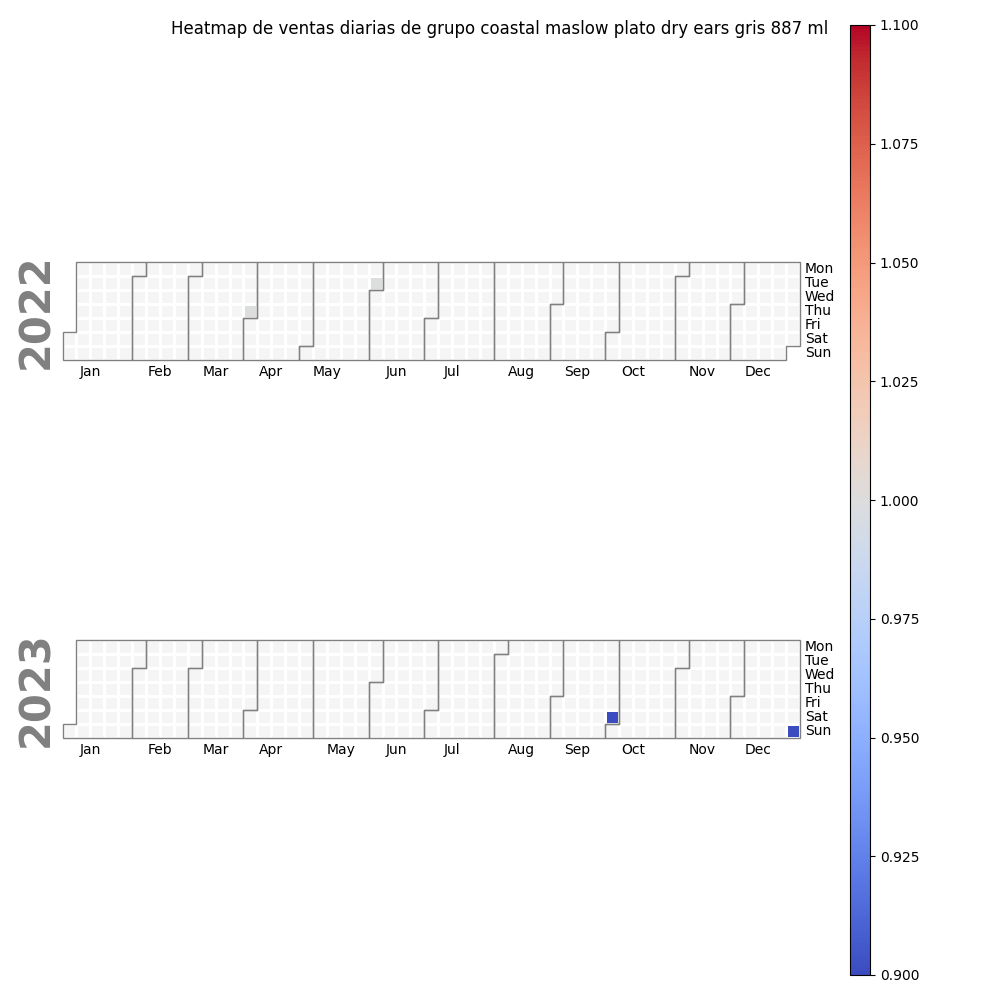 Heatmap de ventas diarias de grupo coastal maslow plato dry ears gris 887 ml
2022
Mon
Tue
Wed
Thu
Fri
Sat
Sun
Jan Feb Mar Apr May Jun Jul Aug Sep Oct Nov Dec
2023
Mon
Tue
Wed
Thu
Fri
Sat
Sun
Jan Feb Mar Apr May Jun Jul Aug Sep Oct Nov Dec
1.100
1.075
1.050
1.025
1.000
0.975
0.950
0.925
0.900